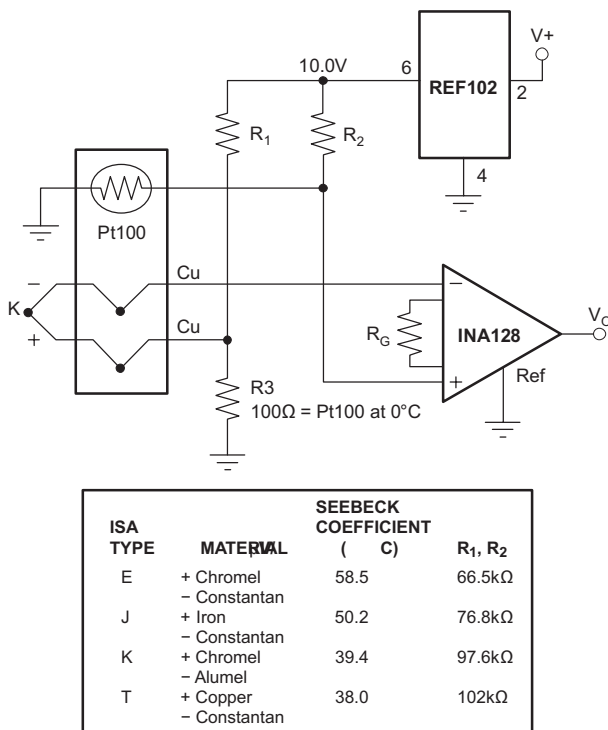 V+
10.0V
6
REF102
2
R1
R2
4
Pt100
−
Cu
K
Cu
+
−
RG
INA128
VO
+
Ref
R3
100Ω = Pt100 at 0°C
SEEBECK
ISA
COEFFICIENT
TYPE
( C)
R1, R2
E
+ Chromel
58.5
66.5kΩ
− Constantan
J
+ Iron
50.2
76.8kΩ
− Constantan
K
+ Chromel
39.4
97.6kΩ
− Alumel
T
+ Copper
38.0
102kΩ
− Constantan